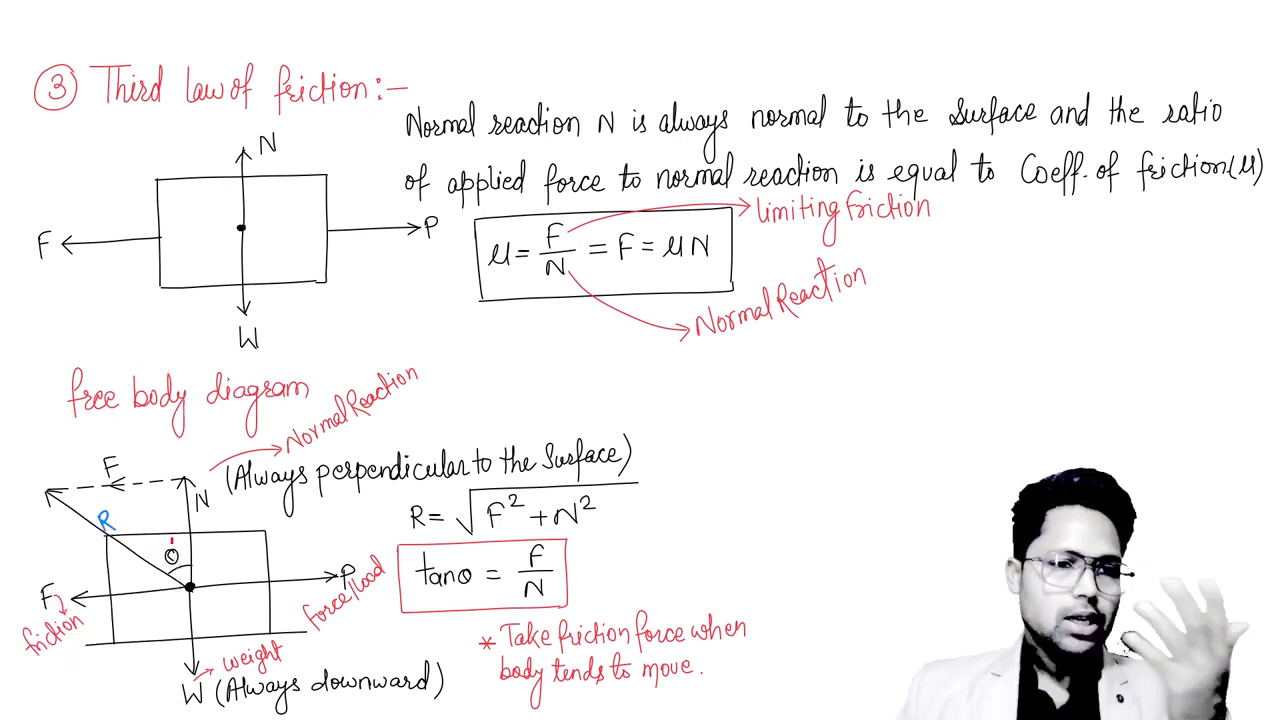 ③ Third law of friction:-
Normal reaction N is always normal to the Surface and the ratio
of applied force to normal reaction is equal to Coeff. of friction(μ)
N
F
P
W
μ = F/N = F = μN
limiting friction
Normal Reaction
free body diagram
Normal Reaction
(Always perpendicular to the Surface)
F
N
R
θ
F
friction
P
force/load
weight
W (Always downward)
R = √F² + N²
tanθ = F/N
* Take friction force when
body tends to move.